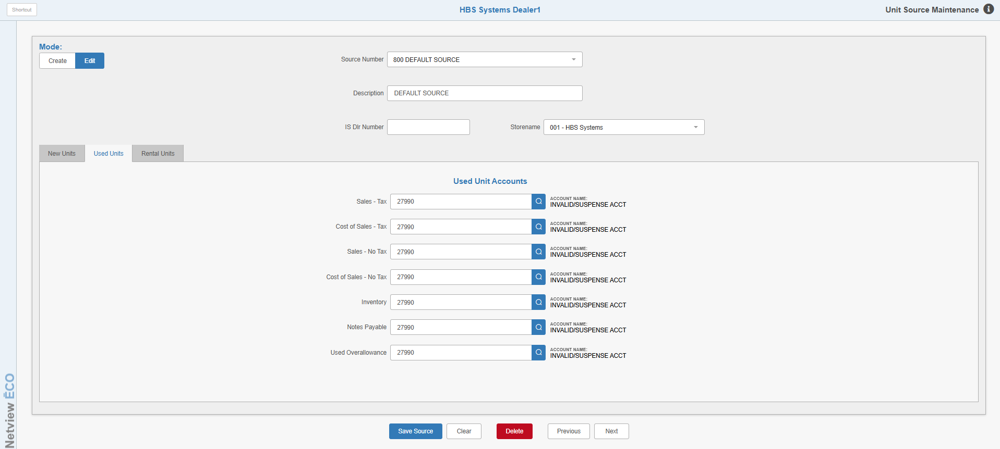 Shortcut
HBS Systems Dealer1
Unit Source Maintenance
Mode:
Create
Edit
Source Number
800 DEFAULT SOURCE
Description
DEFAULT SOURCE
IS Dlr Number
Storename
001 - HBS Systems
New Units
Used Units
Rental Units
Used Unit Accounts
Sales - Tax
27990
ACCOUNT NAME:
INVALID/SUSPENSE ACCT
Cost of Sales - Tax
27990
ACCOUNT NAME:
INVALID/SUSPENSE ACCT
Sales - No Tax
27990
ACCOUNT NAME:
INVALID/SUSPENSE ACCT
Cost of Sales - No Tax
27990
ACCOUNT NAME:
INVALID/SUSPENSE ACCT
Inventory
27990
ACCOUNT NAME:
INVALID/SUSPENSE ACCT
Notes Payable
27990
ACCOUNT NAME:
INVALID/SUSPENSE ACCT
Used Overallowance
27990
ACCOUNT NAME:
INVALID/SUSPENSE ACCT
Netview ĒCO
Save Source
Clear
Delete
Previous
Next